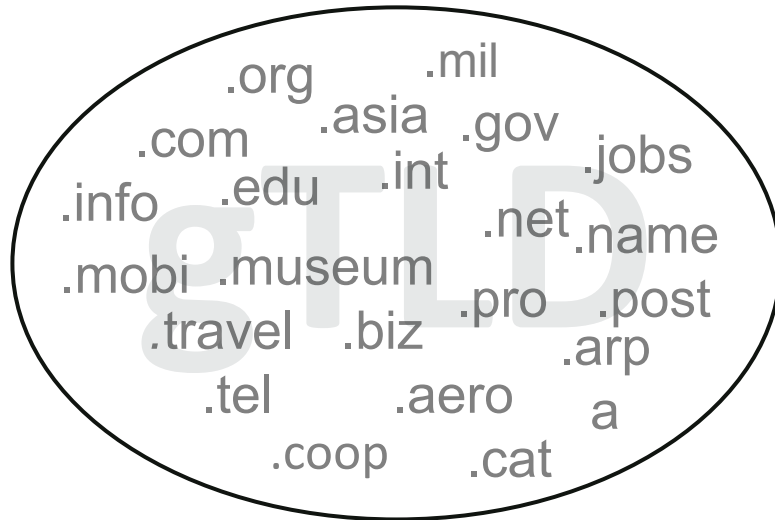 .org
.mil
.asia
.gov
.com
.jobs
.int
.edu
.info
.net
.name
.mobi
.museum
.pro
.post
.travel
.biz
.arp
a
.tel
.aero
.coop
.cat
gTLD